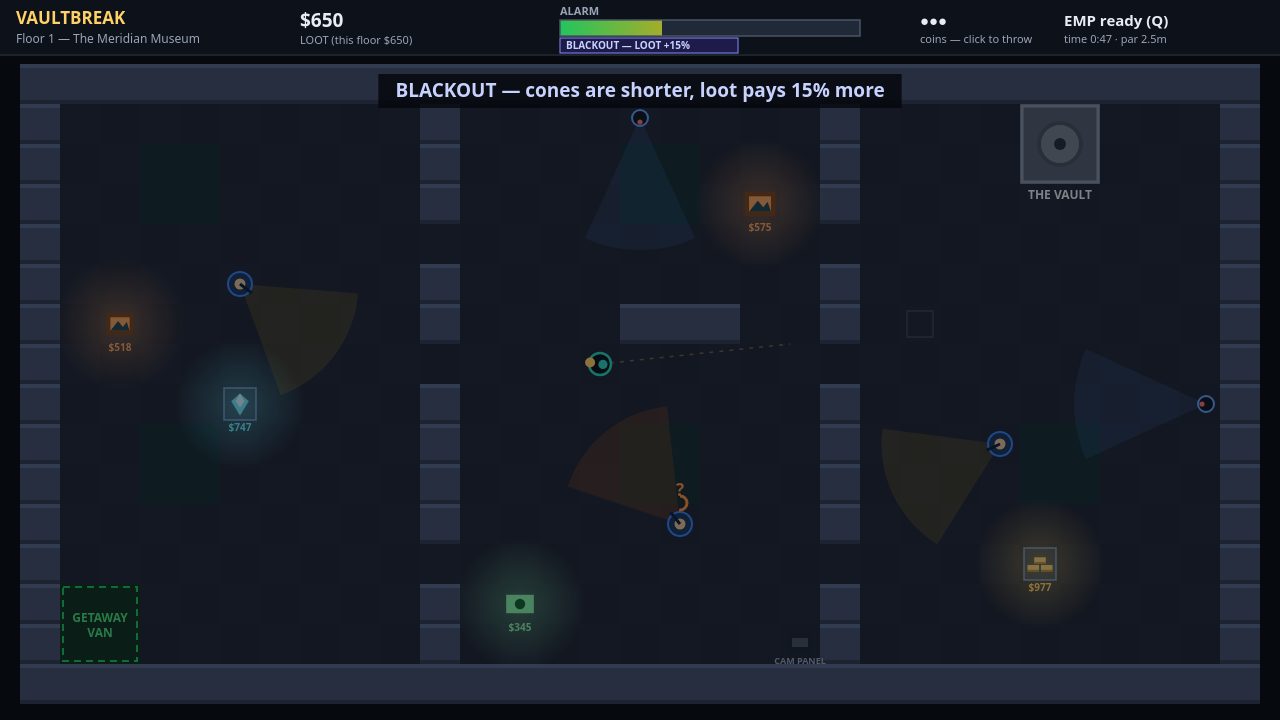 VAULTBREAK
Floor 1 — The Meridian Museum
$650
LOOT (this floor $650)
ALARM
BLACKOUT — LOOT +15%
●●●
coins — click to throw
EMP ready (Q)
time 0:47 · par 2.5m
BLACKOUT — cones are shorter, loot pays 15% more
THE VAULT
$575
$518
$747
?
$977
$345
GETAWAY
VAN
CAM PANEL